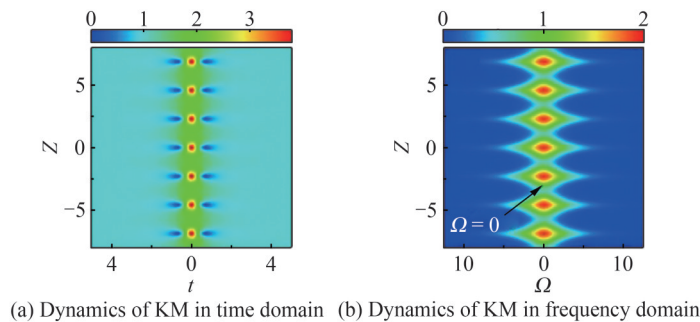 0 1 2 3
0 1 2
5
0
−5
Z
4 0 4
t
5
0
−5
Z
Ω=0
10 0 10
Ω
(a) Dynamics of KM in time domain (b) Dynamics of KM in frequency domain